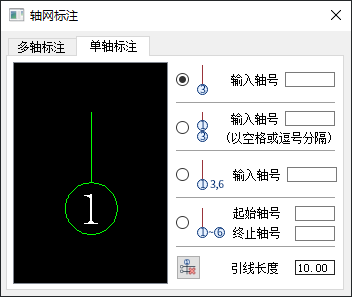 轴网标注
多轴标注 单轴标注
1
3 输入轴号
1 3 输入轴号
(以空格或逗号分隔)
1 3,6 输入轴号
起始轴号
1~6 终止轴号
引线长度 10.00